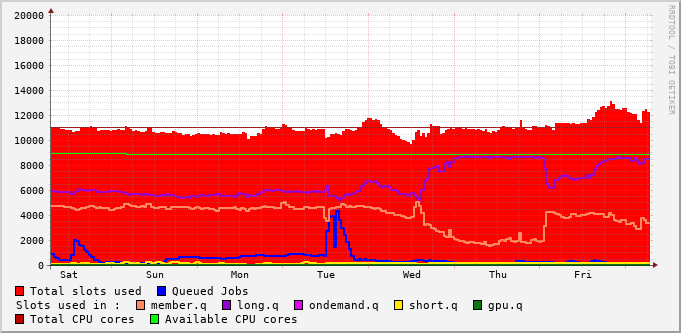 RRDTOOL / TOBI OETIKER
20000
18000
16000
14000
12000
10000
8000
6000
4000
2000
0
Sat Sun Mon Tue Wed Thu Fri
Total slots used Queued Jobs
Slots used in : member.q long.q ondemand.q short.q gpu.q
Total CPU cores Available CPU cores